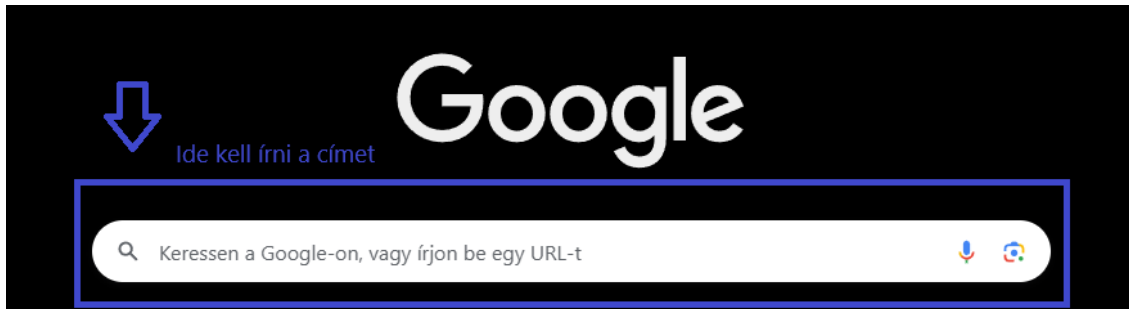 Google
Ide kell írni a címet
Keressen a Google-on, vagy írjon be egy URL-t